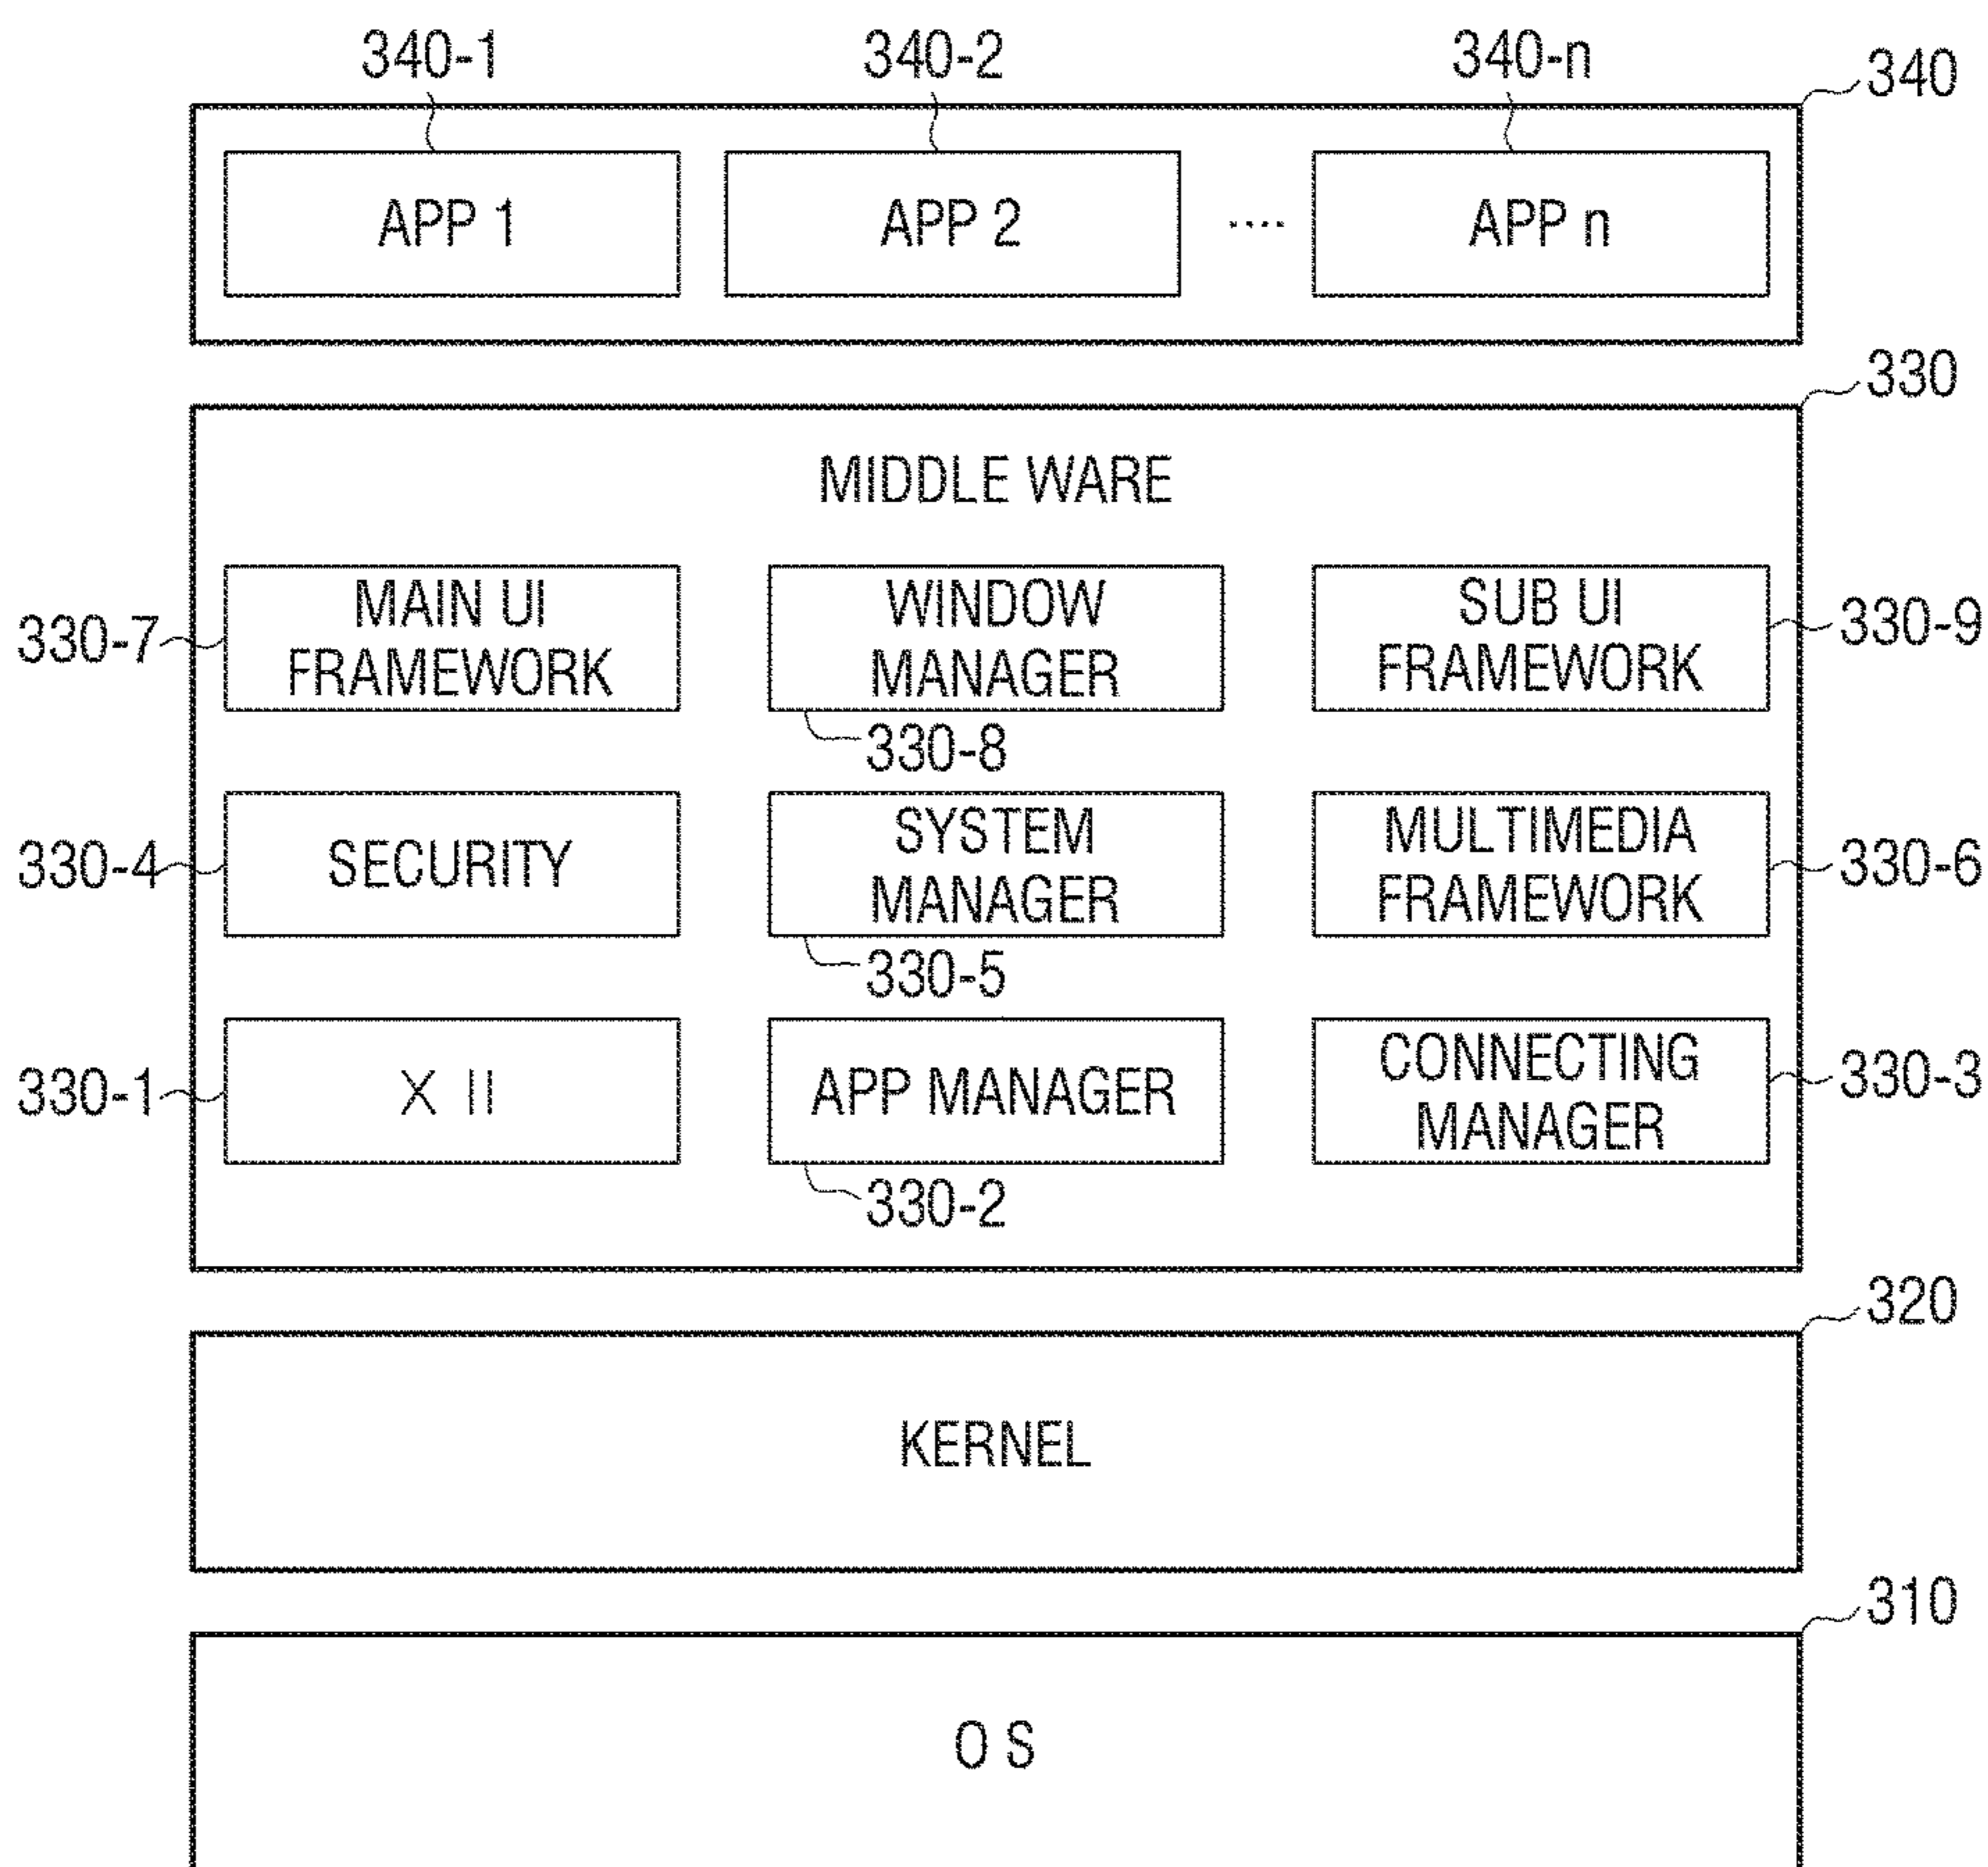 340-1 340-2 340-n 340
APP 1 APP 2 .... APP n
330
MIDDLE WARE
330-7 MAIN UI FRAMEWORK
WINDOW MANAGER
330-8
SUB UI FRAMEWORK 330-9
330-4 SECURITY
SYSTEM MANAGER
330-5
MULTIMEDIA FRAMEWORK 330-6
330-1 X II
APP MANAGER
330-2
CONNECTING MANAGER 330-3
320
KERNEL
310
O S